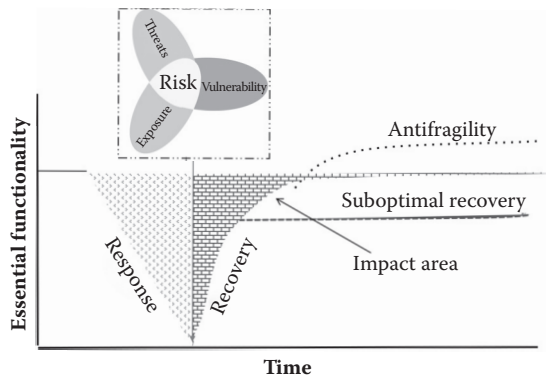 Threats
Risk
Vulnerability
Exposure
Essential functionality
Antifragility
Suboptimal recovery
Impact area
Response
Recovery
Time